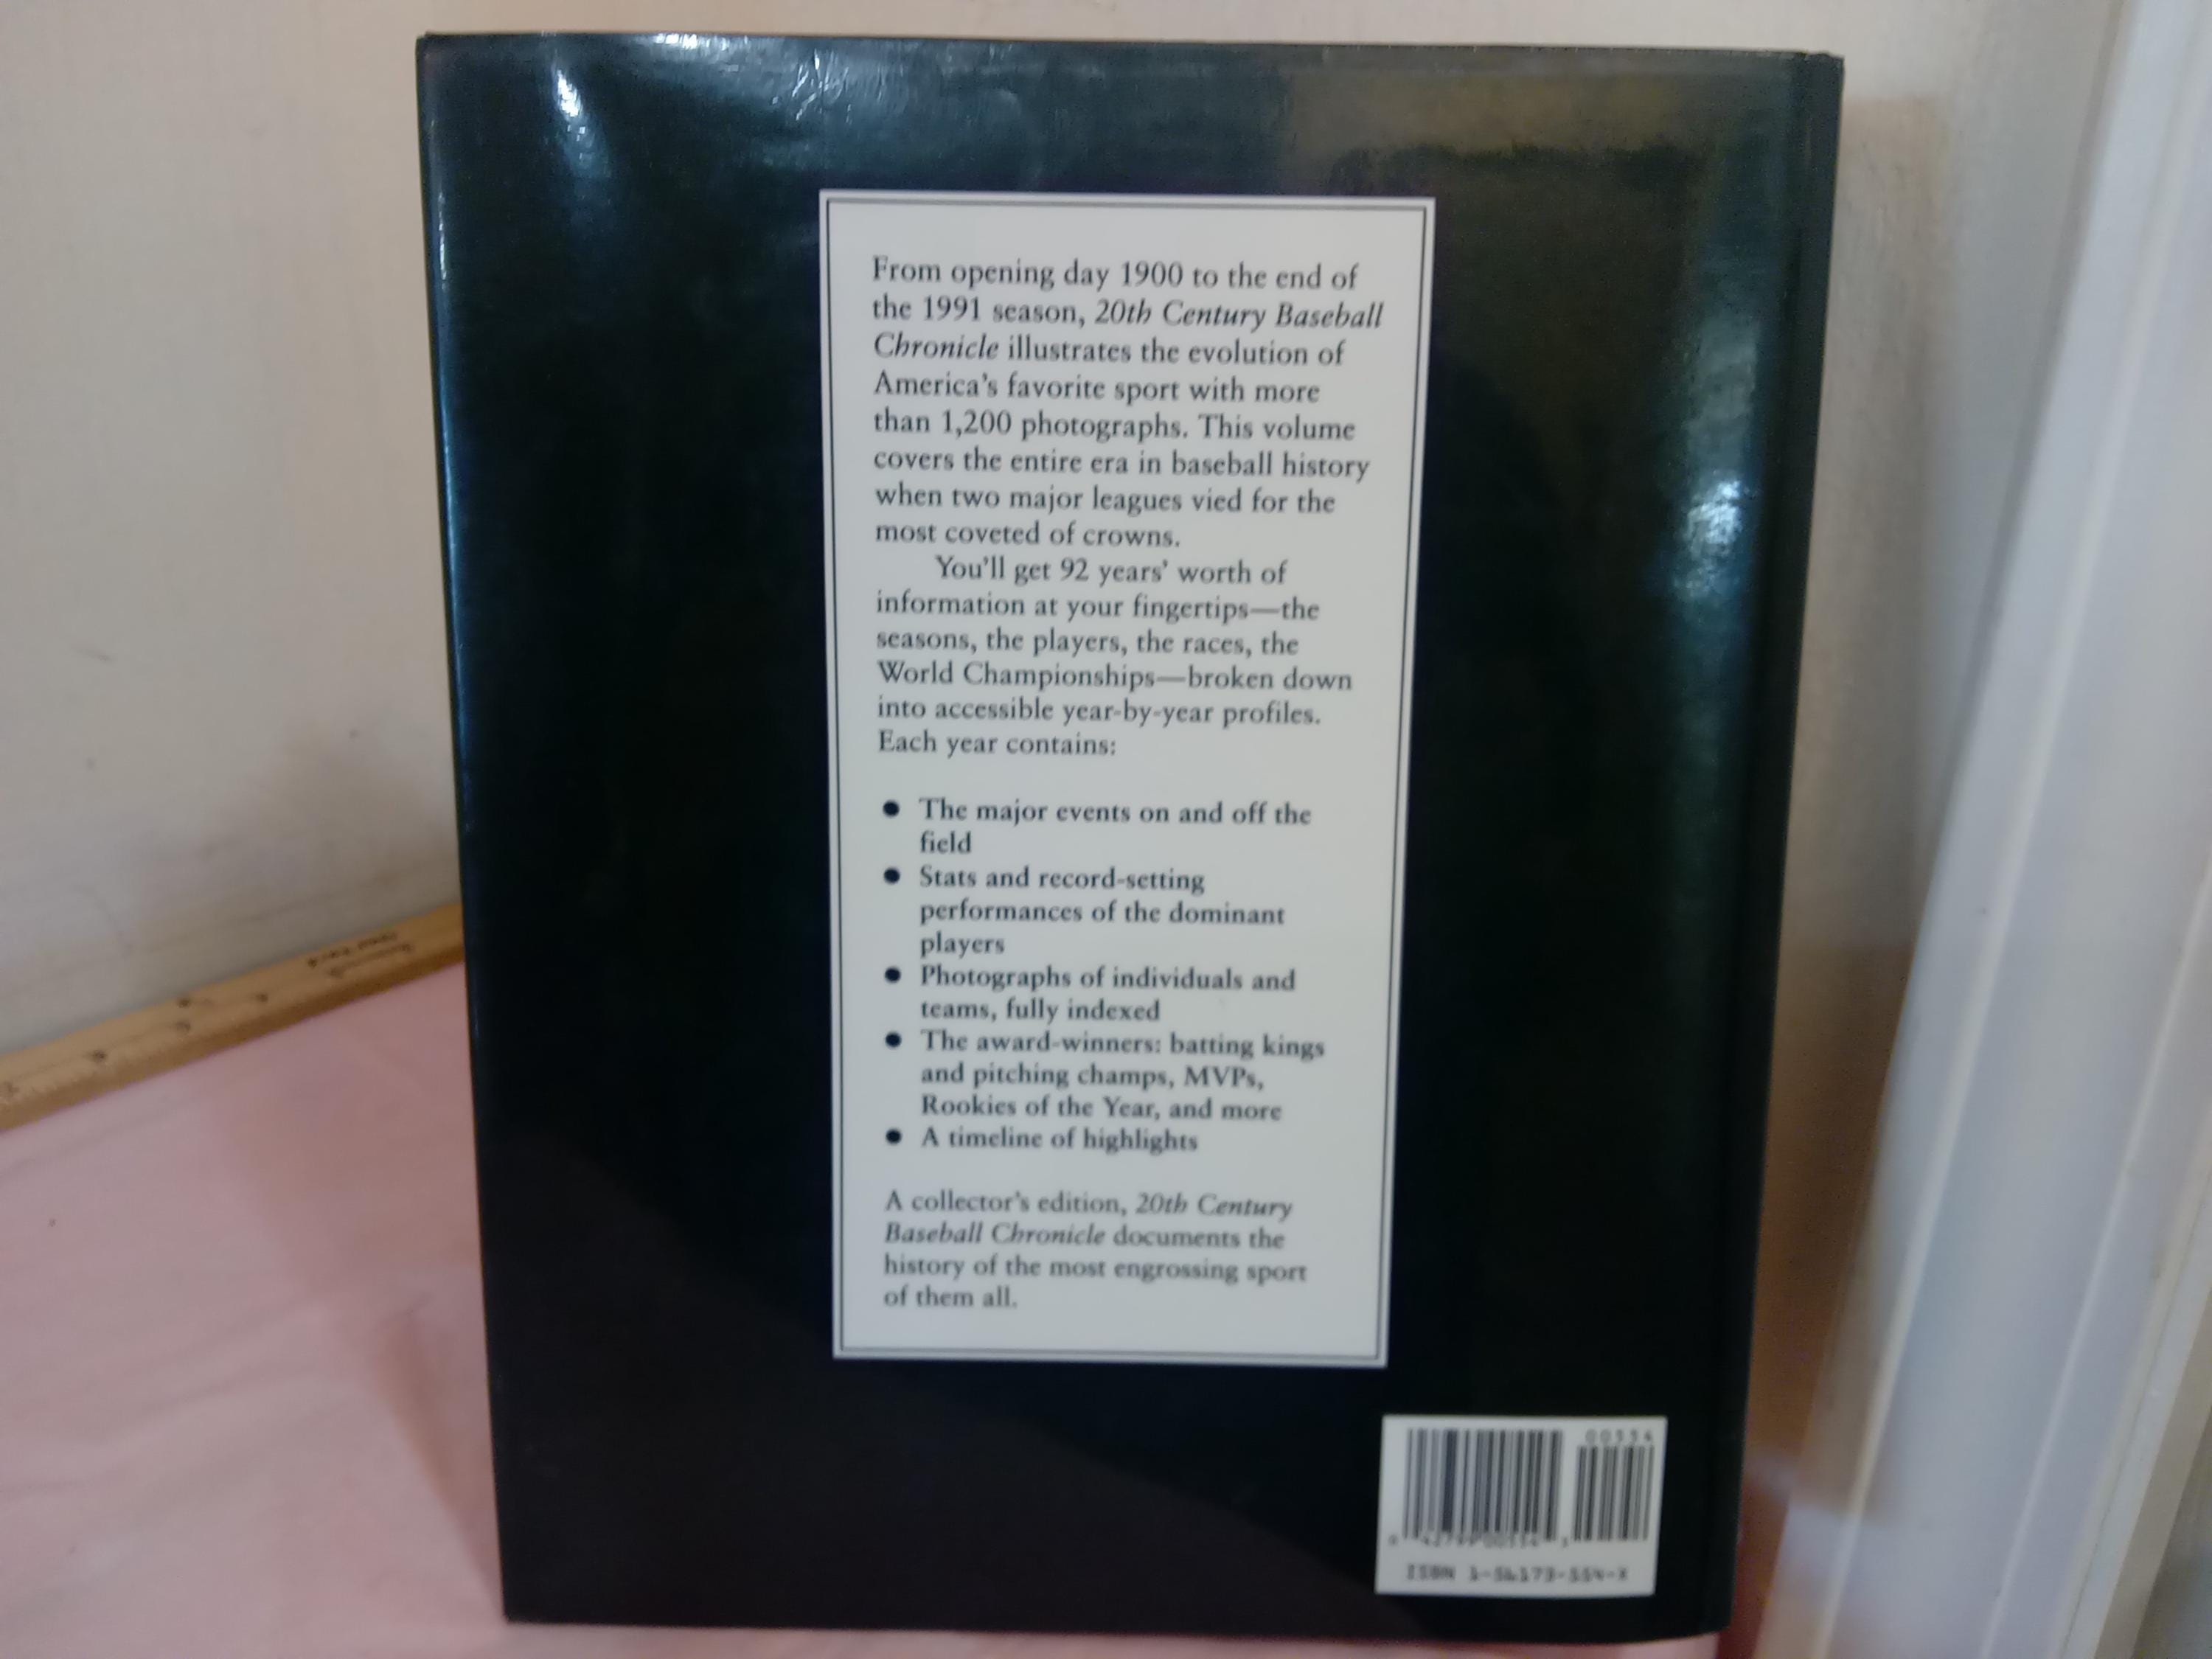 From opening day 1900 to the end of
the 1991 season, 20th Century Baseball
Chronicle illustrates the evolution of
America's favorite sport with more
than 1,200 photographs. This volume
covers the entire era in baseball history
when two major leagues vied for the
most coveted of crowns.
You'll get 92 years' worth of
information at your fingertips—the
seasons, the players, the races, the
World Championships—broken down
into accessible year-by-year profiles.
Each year contains:
● The major events on and off the
field
● Stats and record-setting
performances of the dominant
players
● Photographs of individuals and
teams, fully indexed
● The award-winners: batting kings
and pitching champs, MVPs,
Rookies of the Year, and more
● A timeline of highlights
A collector's edition, 20th Century
Baseball Chronicle documents the
history of the most engrossing sport
of them all.
ISBN